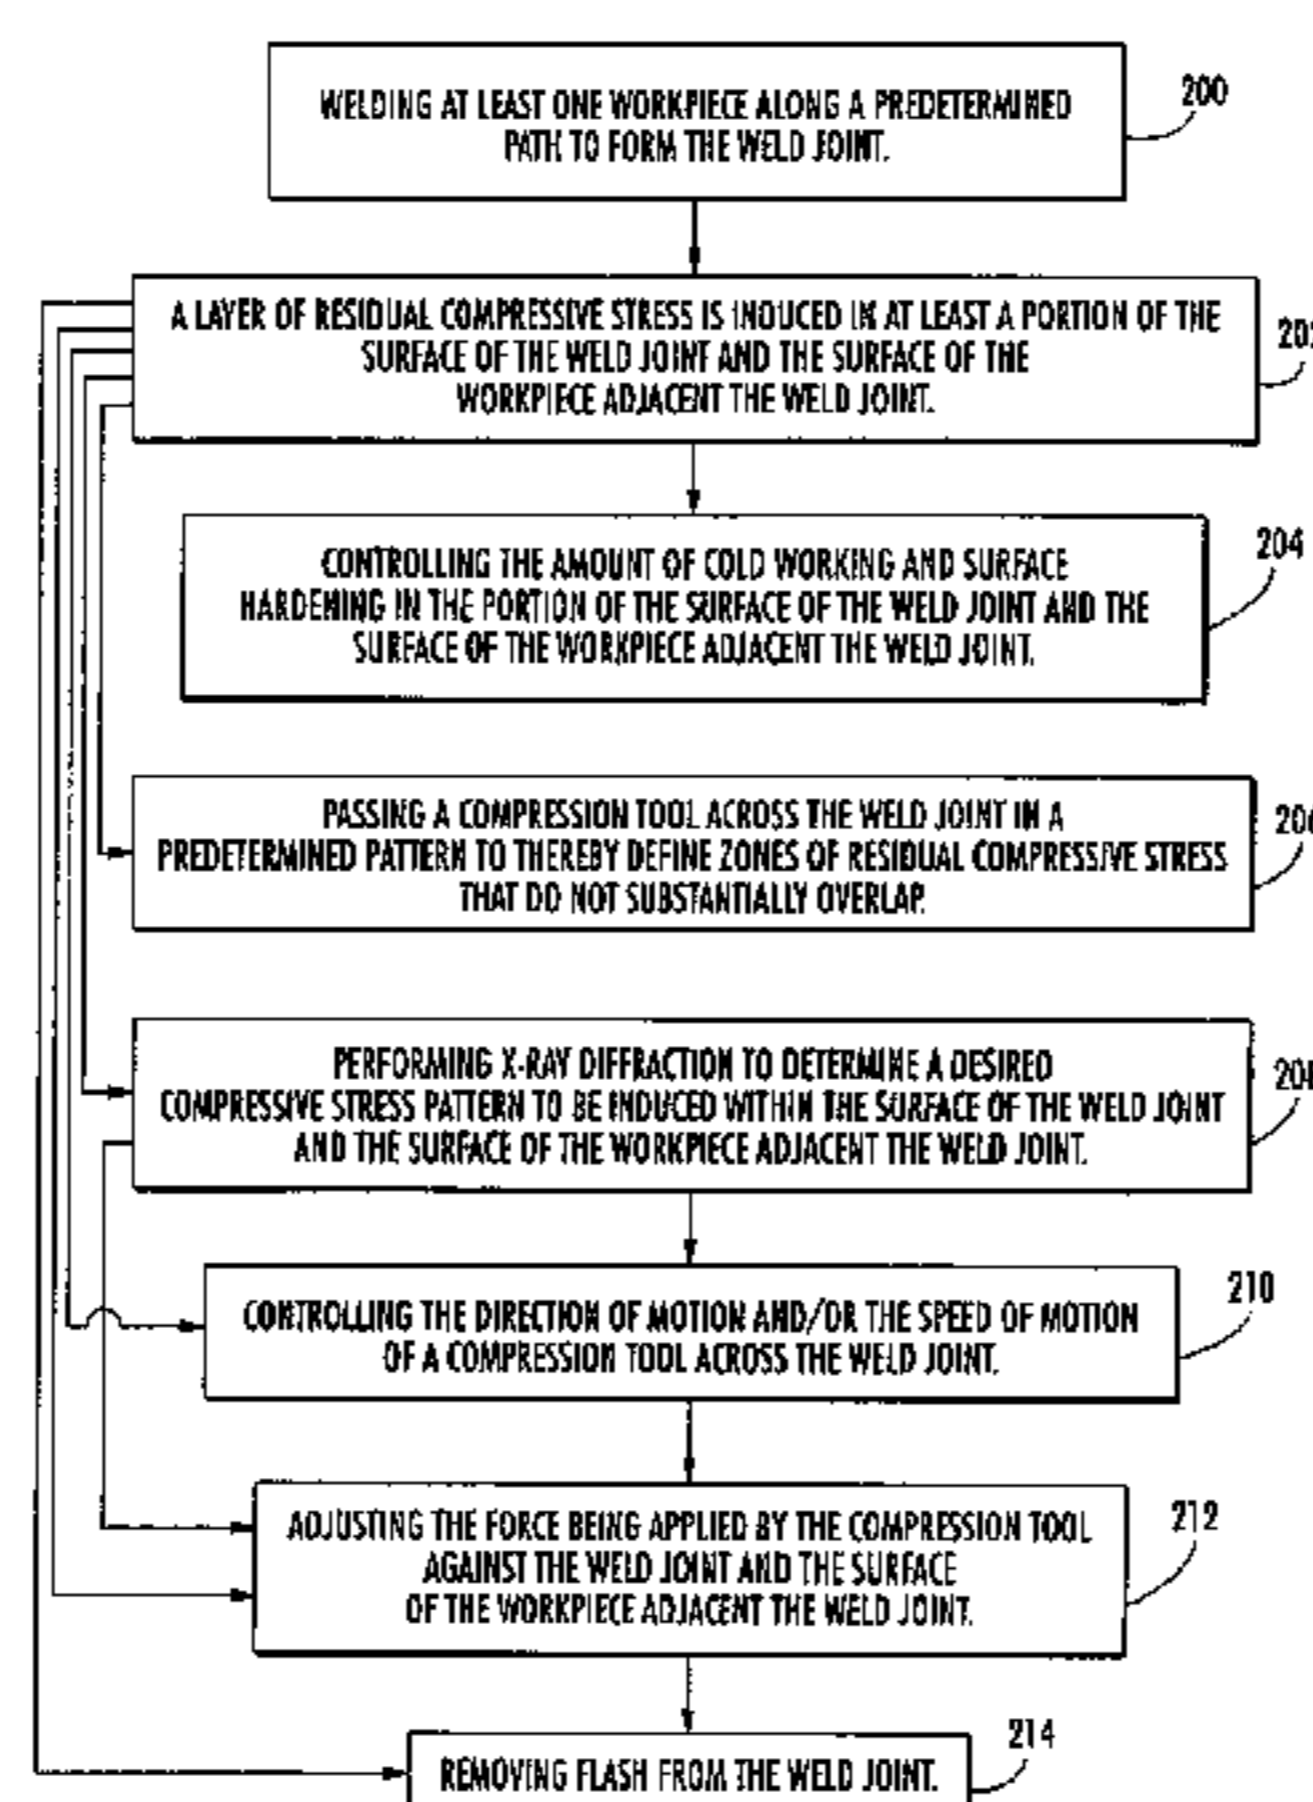 WELDING AT LEAST ONE WORKPIECE ALONG A PREDETERMINED
PATH TO FORM THE WELD JOINT.
200
A LAYER OF RESIDUAL COMPRESSIVE STRESS IS INDUCED IN AT LEAST A PORTION OF THE
SURFACE OF THE WELD JOINT AND THE SURFACE OF THE
WORKPIECE ADJACENT THE WELD JOINT.
CONTROLLING THE AMOUNT OF COLD WORKING AND SURFACE
HARDENING IN THE PORTION OF THE SURFACE OF THE WELD JOINT AND THE
SURFACE OF THE WORKPIECE ADJACENT THE WELD JOINT.
204
PASSING A COMPRESSION TOOL ACROSS THE WELD JOINT IN A
PREDETERMINED PATTERN TO THEREBY DEFINE ZONES OF RESIDUAL COMPRESSIVE STRESS
THAT DO NOT SUBSTANTIALLY OVERLAP.
PERFORMING X-RAY DIFFRACTION TO DETERMINE A DESIRED
COMPRESSIVE STRESS PATTERN TO BE INDUCED WITHIN THE SURFACE OF THE WELD JOINT
AND THE SURFACE OF THE WORKPIECE ADJACENT THE WELD JOINT.
CONTROLLING THE DIRECTION OF MOTION AND/OR THE SPEED OF MOTION
OF A COMPRESSION TOOL ACROSS THE WELD JOINT.
210
ADJUSTING THE FORCE BEING APPLIED BY THE COMPRESSION TOOL
AGAINST THE WELD JOINT AND THE SURFACE
OF THE WORKPIECE ADJACENT THE WELD JOINT.
212
REMOVING FLASH FROM THE WELD JOINT.
214